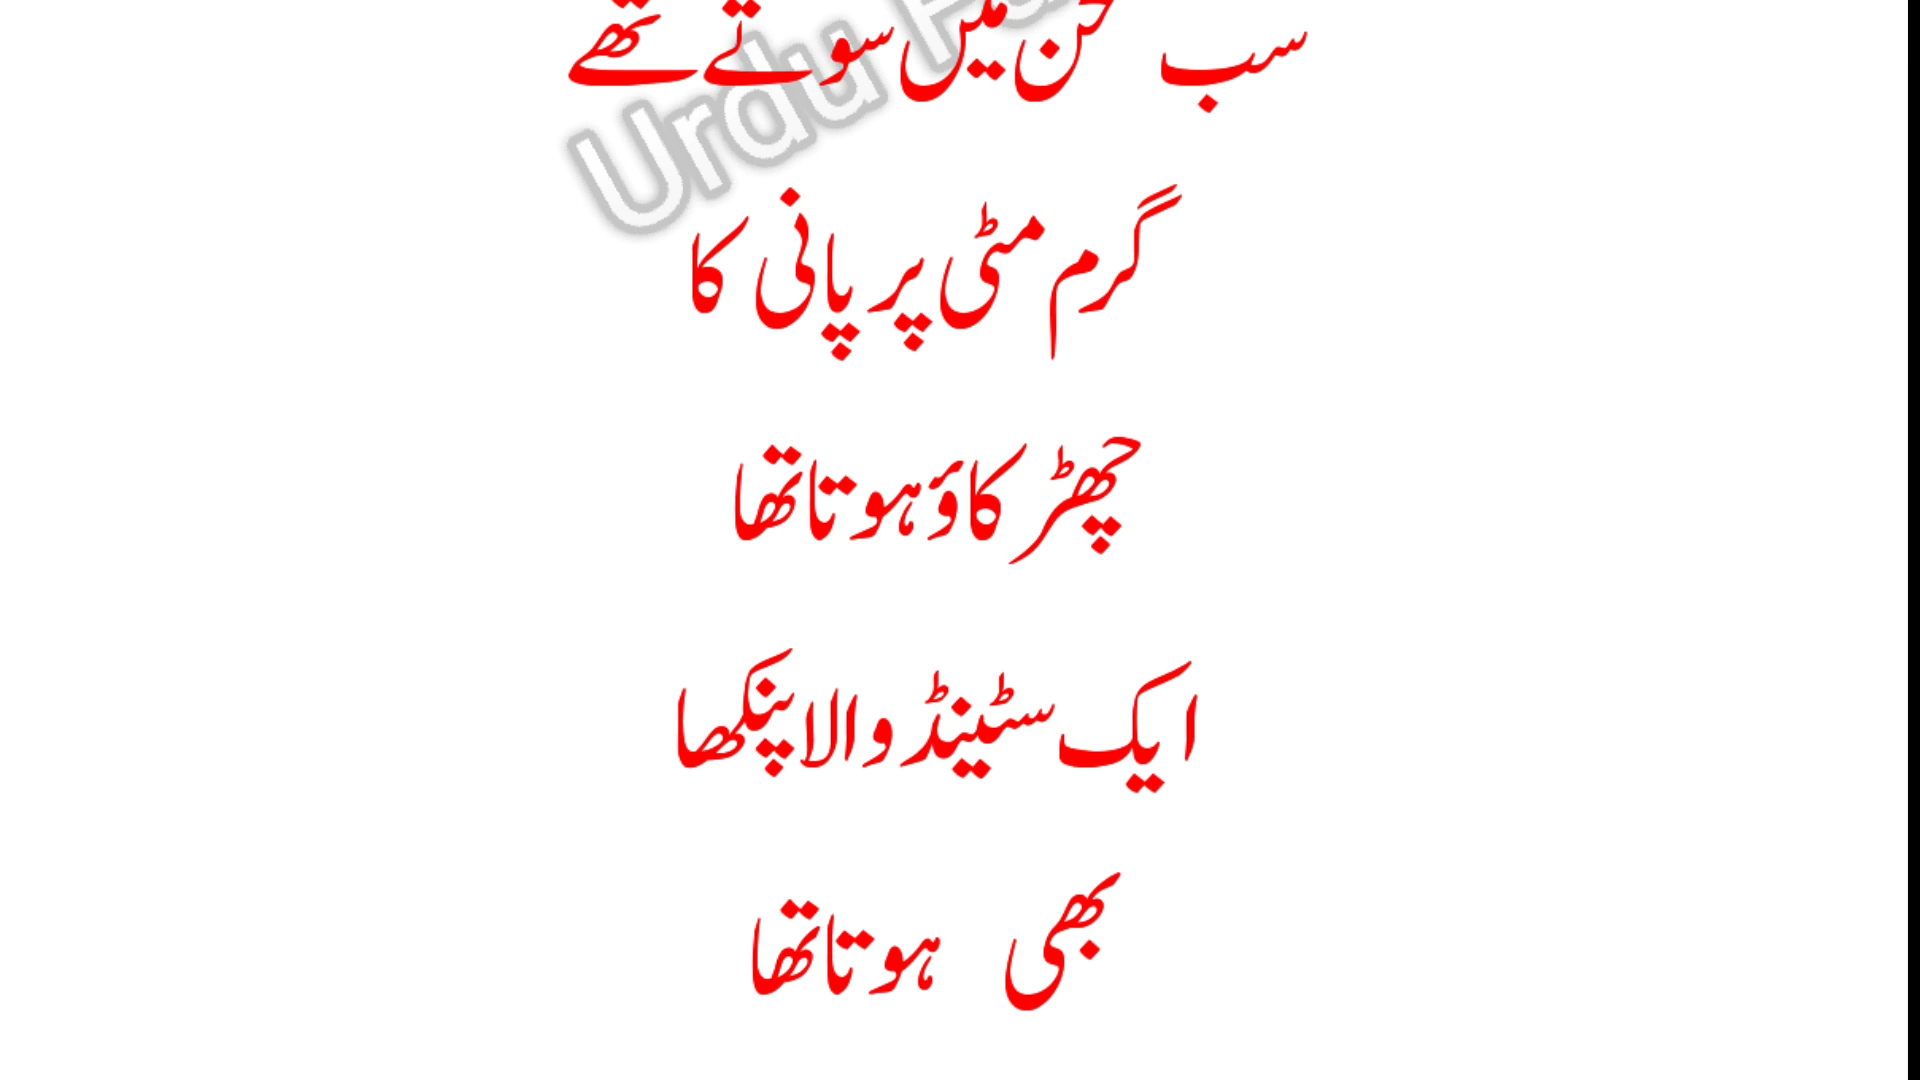 سب صحن میں سوتے تھے
گرم مٹی پر پانی کا
چھڑکاؤ ہوتا تھا
ایک سٹینڈ والا پنکھا
بھی ہوتا تھا
Urdu